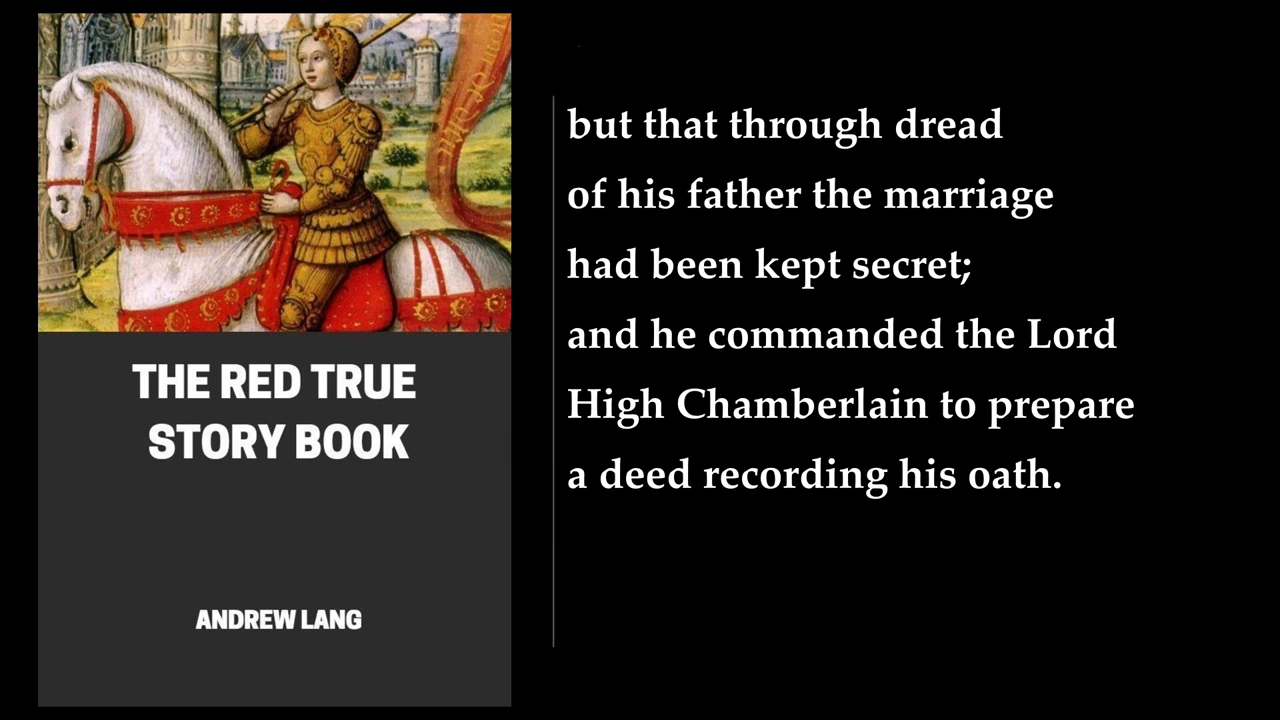 THE RED TRUE
STORY BOOK
ANDREW LANG
but that through dread
of his father the marriage
had been kept secret;
and he commanded the Lord
High Chamberlain to prepare
a deed recording his oath.